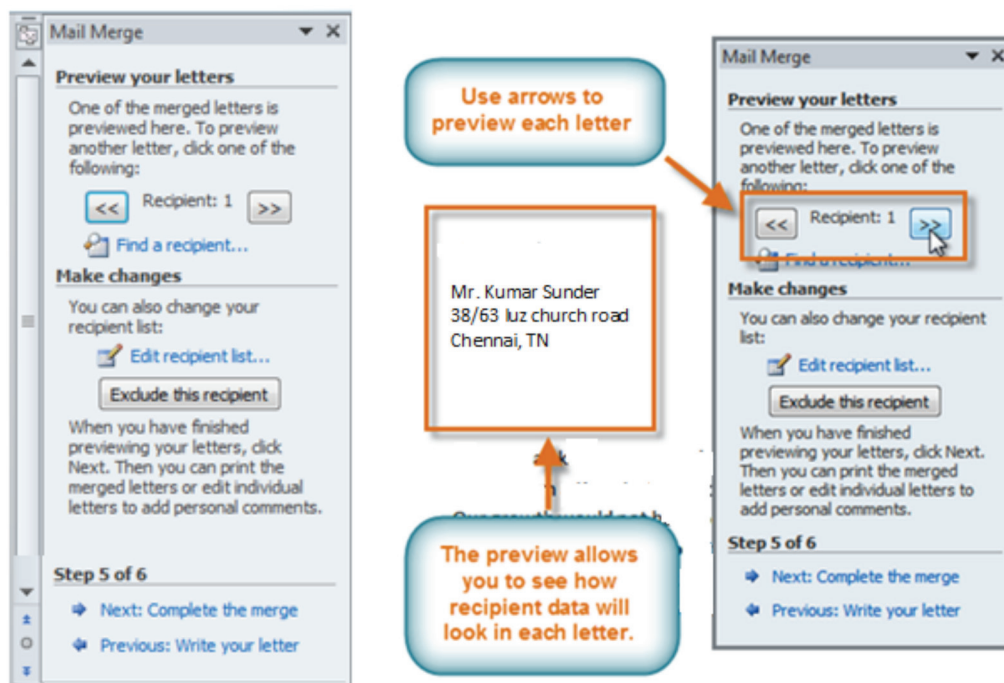 Mail Merge
Preview your letters
One of the merged letters is
previewed here. To preview
another letter, click one of the
following:
<< Recipient: 1 >>
Find a recipient...
Make changes
You can also change your
recipient list:
Edit recipient list...
Exclude this recipient
When you have finished
previewing your letters, click
Next. Then you can print the
merged letters or edit individual
letters to add personal comments.
Step 5 of 6
Next: Complete the merge
Previous: Write your letter
Use arrows to
preview each letter
Mr. Kumar Sunder
38/63 luz church road
Chennai, TN
The preview allows
you to see how
recipient data will
look in each letter.
Mail Merge
Preview your letters
One of the merged letters is
previewed here. To preview
another letter, click one of the
following:
<< Recipient: 1 >>
Find a recipient...
Make changes
You can also change your recipient
list:
Edit recipient list...
Exclude this recipient
When you have finished
previewing your letters, click Next.
Then you can print the merged
letters or edit individual letters to
add personal comments.
Step 5 of 6
Next: Complete the merge
Previous: Write your letter